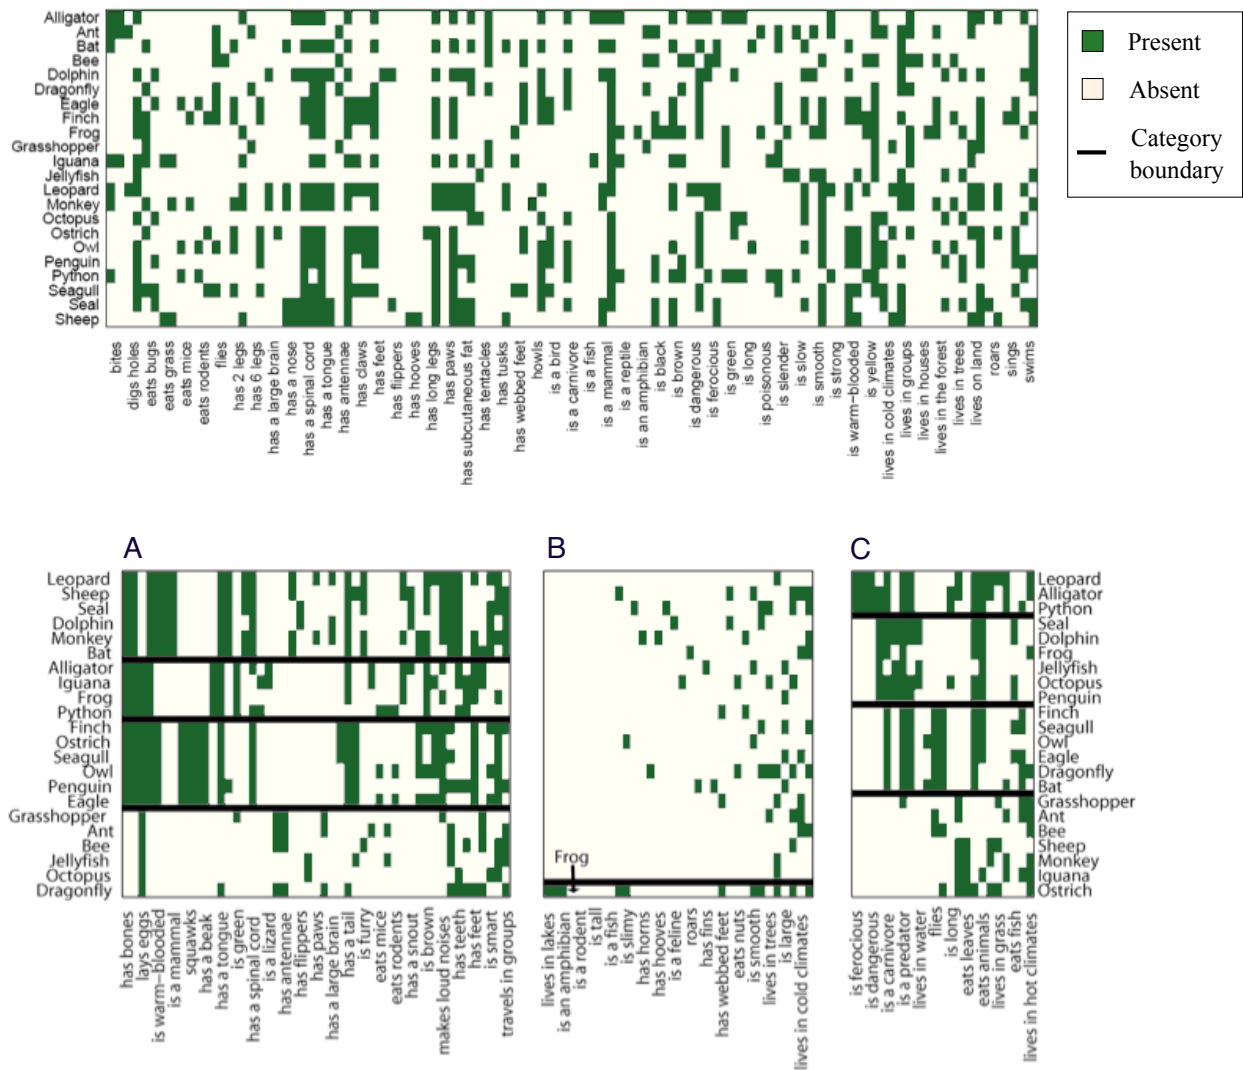 Alligator
Ant
Bat
Bee
Dolphin
Dragonfly
Eagle
Finch
Frog
Grasshopper
Iguana
Jellyfish
Leopard
Monkey
Octopus
Ostrich
Owl
Penguin
Python
Seagull
Seal
Sheep
Present
Absent
Category
boundary
bites
digs holes
eats bugs
eats grass
eats mice
eats rodents
flies
has 2 legs
has 6 legs
has a large brain
has a nose
has a spinal cord
has a tongue
has antennae
has claws
has feet
has flippers
has hooves
has long legs
has paws
has subcutaneous fat
has tentacles
has tusks
has webbed feet
howls
is a bird
is a carnivore
is a fish
is a mammal
is a reptile
is an amphibian
is black
is brown
is dangerous
is ferocious
is green
is long
is poisonous
is slender
is slow
is smooth
is strong
is warm–blooded
is yellow
lives in cold climates
lives in groups
lives in houses
lives in the forest
lives in trees
lives on land
roars
sings
swims
A
Leopard
Sheep
Seal
Dolphin
Monkey
Bat
Alligator
Iguana
Frog
Python
Finch
Ostrich
Seagull
Owl
Penguin
Eagle
Grasshopper
Ant
Bee
Jellyfish
Octopus
Dragonfly
has bones
lays eggs
is warm–blooded
is a mammal
squawks
has a beak
has a tongue
is green
has a spinal cord
is a lizard
has antennae
has flippers
has paws
has a large brain
has a tail
is furry
eats mice
eats rodents
has a snout
is brown
makes loud noises
has teeth
has feet
is smart
travels in groups
B
Frog
lives in lakes
is an amphibian
is a rodent
is tall
is a fish
is slimy
has horns
has hooves
is a feline
roars
has fins
has webbed feet
eats nuts
is smooth
lives in trees
is large
lives in cold climates
C
Leopard
Alligator
Python
Seal
Dolphin
Frog
Jellyfish
Octopus
Penguin
Finch
Seagull
Owl
Eagle
Dragonfly
Bat
Grasshopper
Ant
Bee
Sheep
Monkey
Iguana
Ostrich
is ferocious
is dangerous
is a carnivore
is a predator
lives in water
flies
is long
eats leaves
eats animals
lives in grass
eats fish
lives in hot climates